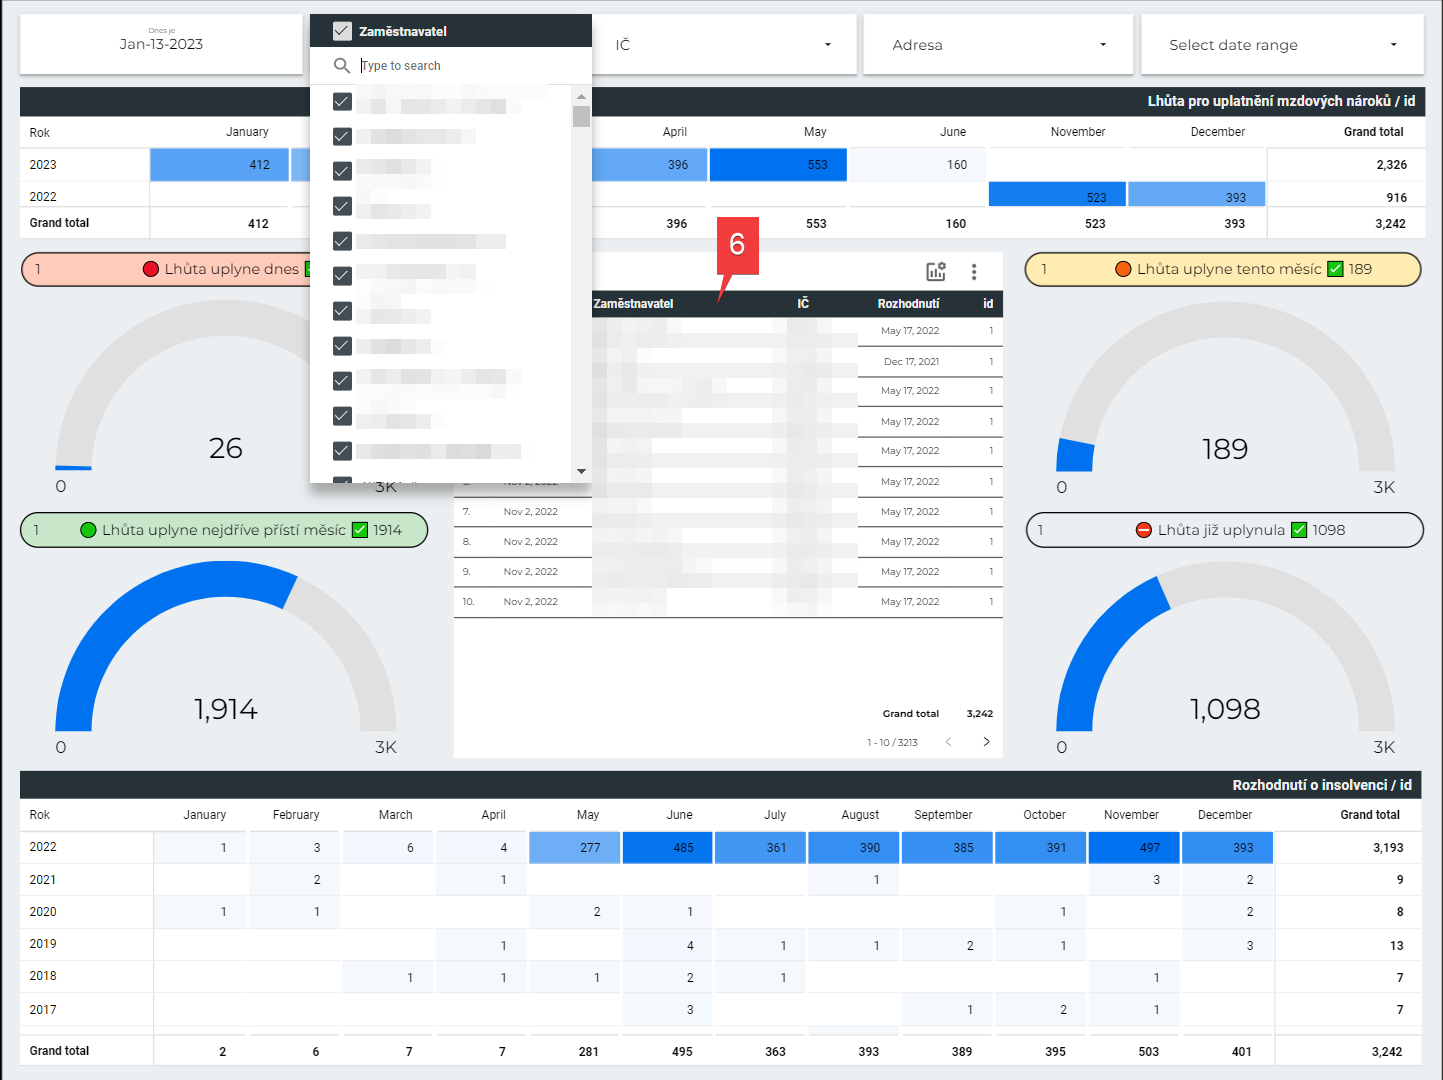 Dnes je
Jan-13-2023
Zaměstnavatel
Type to search
IČ
Adresa
Select date range
Lhůta pro uplatnění mzdových nároků / id
Rok January April May June November December Grand total
2023 412 396 553 160 2,326
2022 523 393 916
Grand total 412 396 553 160 523 393 3,242
1 Lhůta uplyne dnes
26
0 3K
6
Zaměstnavatel IČ Rozhodnutí id
May 17, 2022 1
Dec 17, 2021 1
May 17, 2022 1
May 17, 2022 1
May 17, 2022 1
May 17, 2022 1
7. Nov 2, 2022 May 17, 2022 1
8. Nov 2, 2022 May 17, 2022 1
9. Nov 2, 2022 May 17, 2022 1
10. Nov 2, 2022 May 17, 2022 1
Grand total 3,242
1 - 10 / 3213 < >
1 Lhůta uplyne tento měsíc ✅ 189
189
0 3K
1 Lhůta uplyne nejdříve přístí měsíc ✅ 1914
1,914
0 3K
1 Lhůta již uplynula ✅ 1098
1,098
0 3K
Rozhodnutí o insolvenci / id
Rok January February March April May June July August September October November December Grand total
2022 1 3 6 4 277 485 361 390 385 391 497 393 3,193
2021 2 1 1 3 2 9
2020 1 1 2 1 1 2 8
2019 1 4 1 1 2 1 3 13
2018 1 1 1 2 1 1 7
2017 3 1 2 1 7
Grand total 2 6 7 7 281 495 363 393 389 395 503 401 3,242